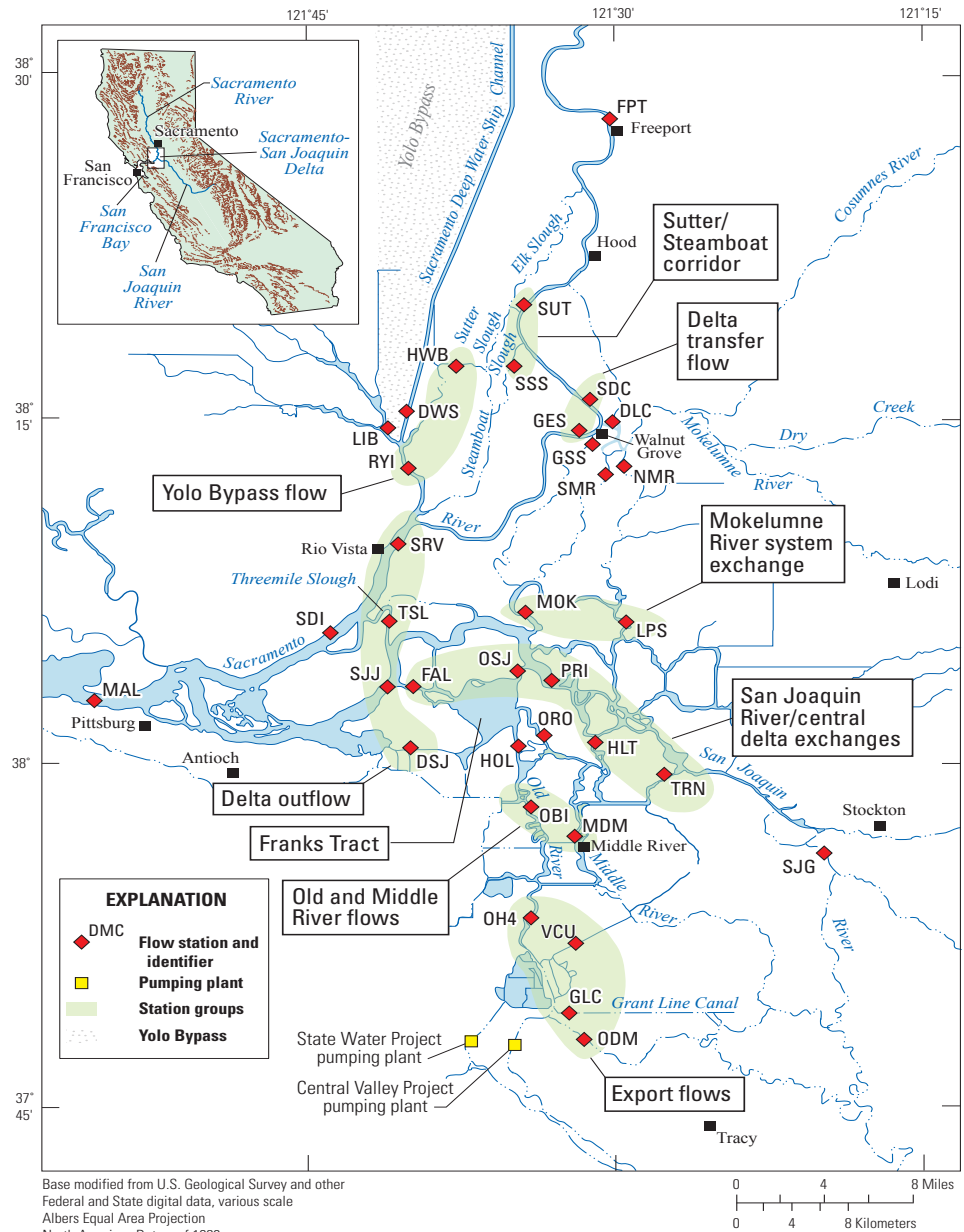 121°45'
121°30'
121°15'
38°
30'
Sacramento
River
Sacramento
Sacramento-
San Joaquin
Delta
San
Francisco
San
Francisco
Bay
San
Joaquin
River
Yolo Bypass
Sacramento Deep Water Ship Channel
FPT
Freeport
Cosumnes River
Elk Slough
Hood
Sutter/
Steamboat
corridor
SUT
Delta
transfer
flow
Sutter
Slough
HWB
SSS
Steamboat
Slough
SDC
DLC
38°
15'
DWS
LIB
GES
Walnut
Grove
Mokelumne
River
Dry
Creek
GSS
RYI
SMR
NMR
Yolo Bypass flow
River
Mokelumne
River system
exchange
Rio Vista
SRV
Threemile Slough
Lodi
SDI
TSL
MOK
LPS
Sacramento
MAL
SJJ
FAL
OSJ
PRI
San Joaquin
River/central
delta exchanges
Pittsburg
ORO
HLT
Antioch
DSJ
HOL
38°
TRN
San Joaquin
River
Delta outflow
Old
River
OBI
MDM
Stockton
Franks Tract
Middle River
Middle
River
SJG
Old and Middle
River flows
EXPLANATION
DMC
Flow station and
identifier
Pumping plant
Station groups
Yolo Bypass
OH4
VCU
GLC
Grant Line Canal
State Water Project
pumping plant
ODM
Central Valley Project
pumping plant
Export flows
37°
45'
Tracy
Base modified from U.S. Geological Survey and other
Federal and State digital data, various scale
Albers Equal Area Projection
0 4 8 Miles
0 4 8 Kilometers